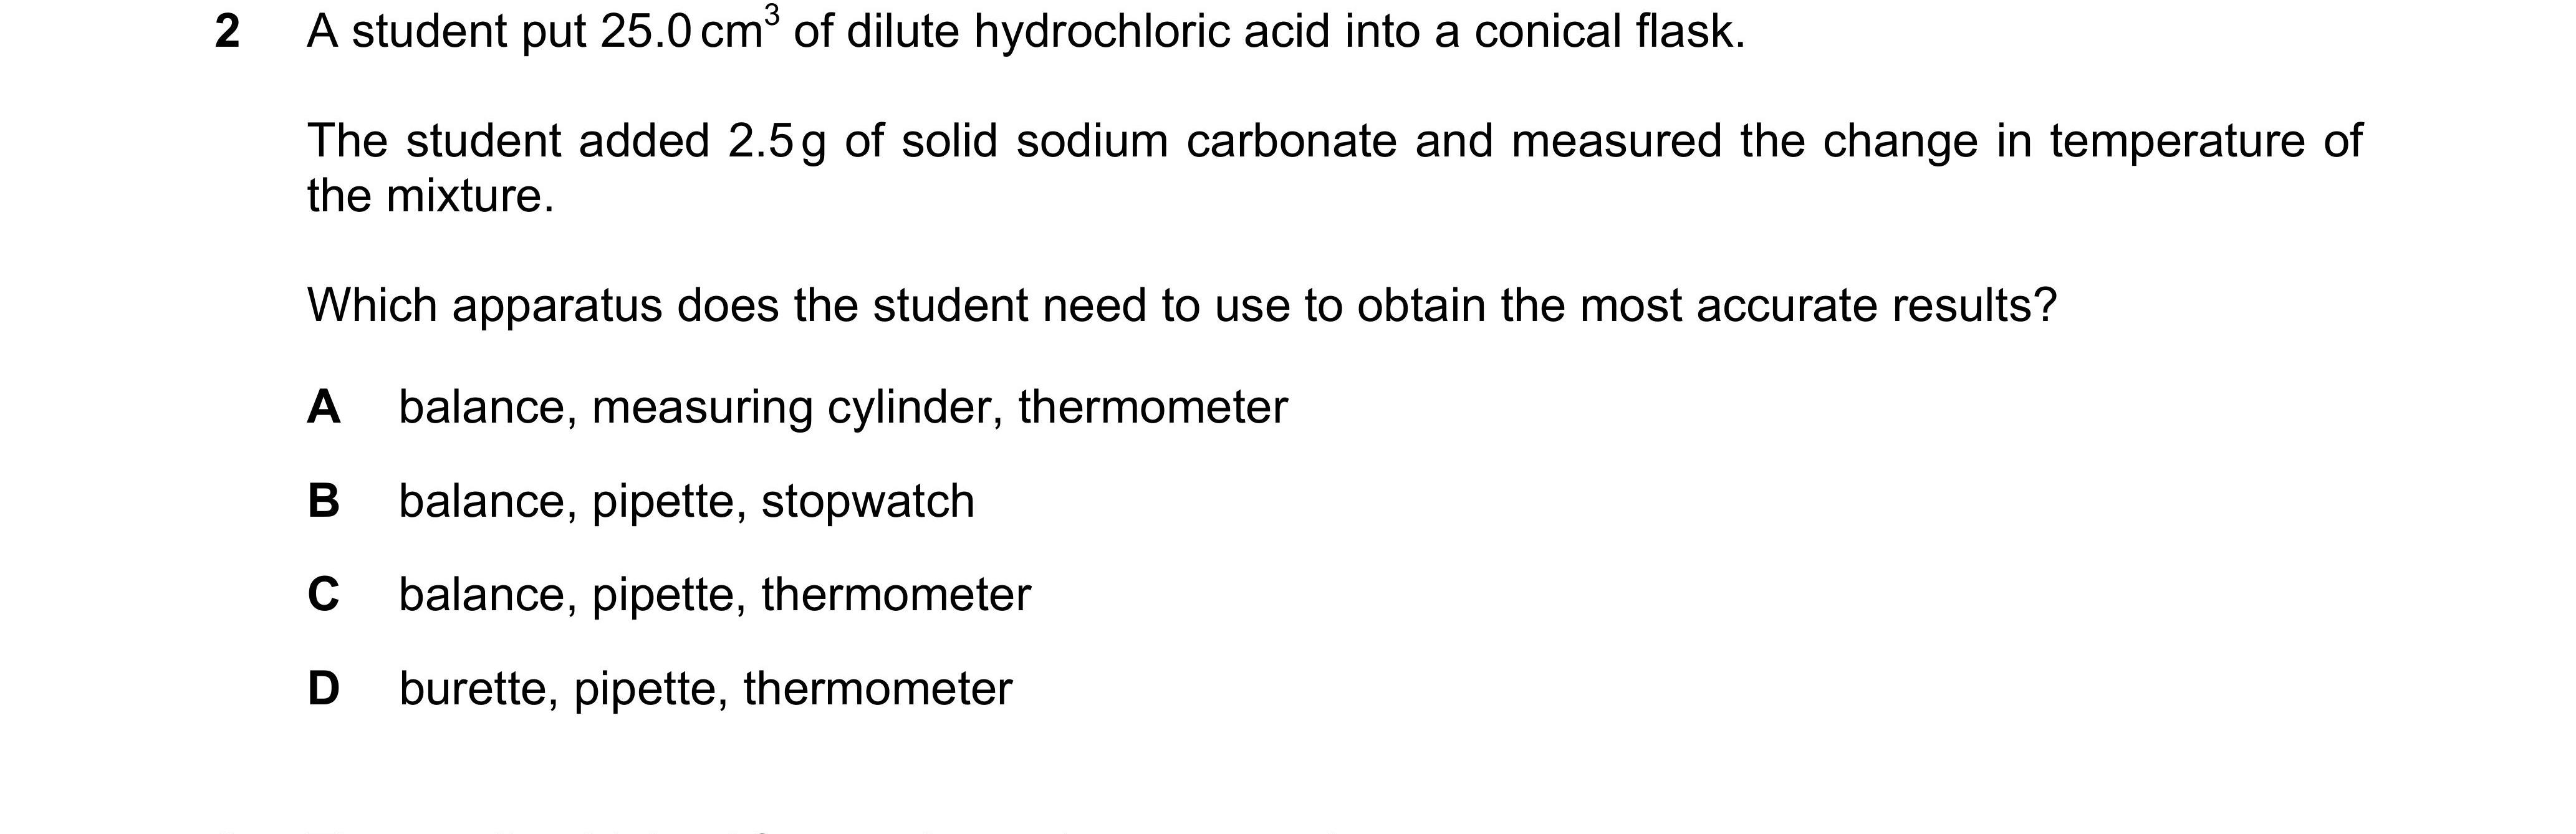 2 A student put 25.0 cm³ of dilute hydrochloric acid into a conical flask.
The student added 2.5 g of solid sodium carbonate and measured the change in temperature of
the mixture.
Which apparatus does the student need to use to obtain the most accurate results?
A balance, measuring cylinder, thermometer
B balance, pipette, stopwatch
C balance, pipette, thermometer
D burette, pipette, thermometer